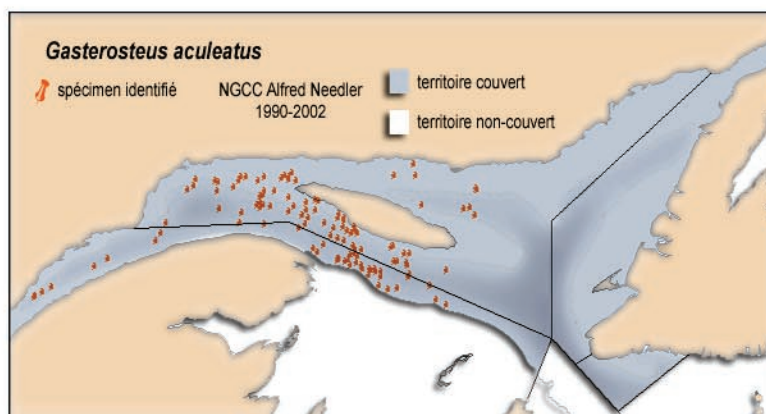 Gasterosteus aculeatus
spécimen identifié
NGCC Alfred Needler
1990-2002
territoire couvert
territoire non-couvert